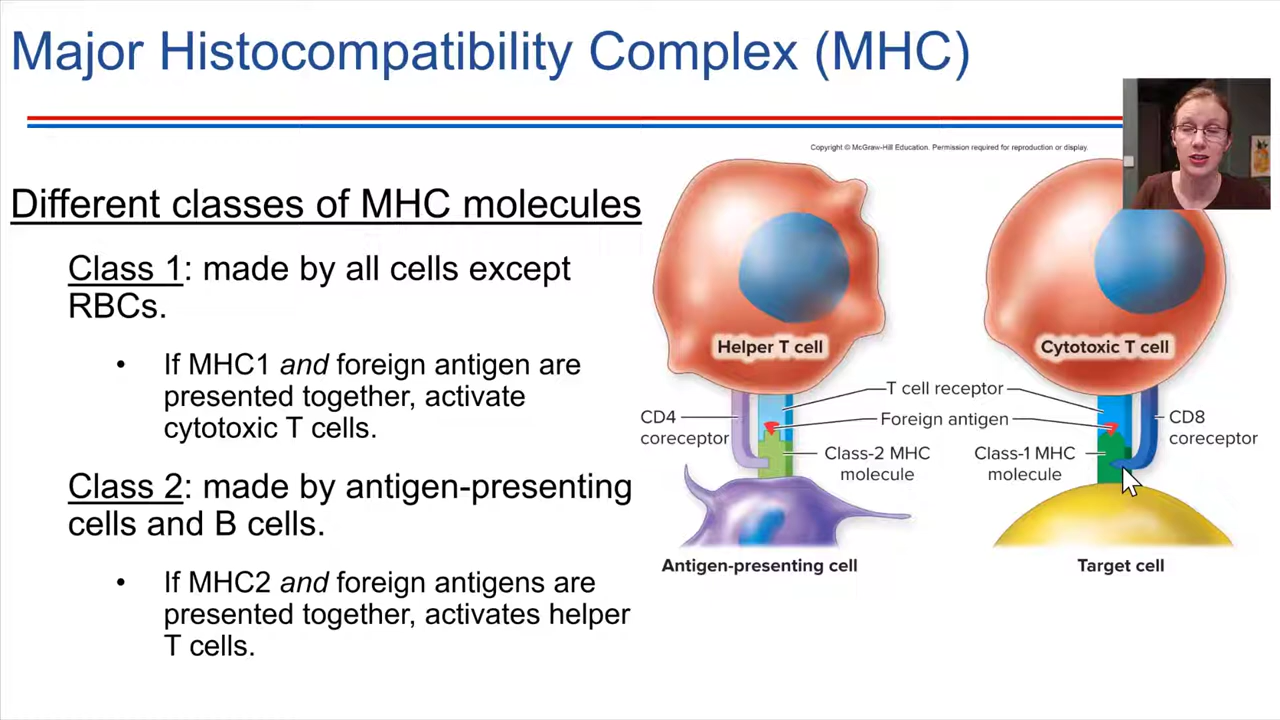 Major Histocompatibility Complex (MHC)
Copyright © McGraw-Hill Education. Permission required for reproduction or display.
Different classes of MHC molecules
Class 1: made by all cells except
RBCs.
• If MHC1 and foreign antigen are
presented together, activate
cytotoxic T cells.
Class 2: made by antigen-presenting
cells and B cells.
• If MHC2 and foreign antigens are
presented together, activates helper
T cells.
Helper T cell
Cytotoxic T cell
T cell receptor
CD4
coreceptor
Foreign antigen
CD8
coreceptor
Class-2 MHC
molecule
Class-1 MHC
molecule
Antigen-presenting cell
Target cell